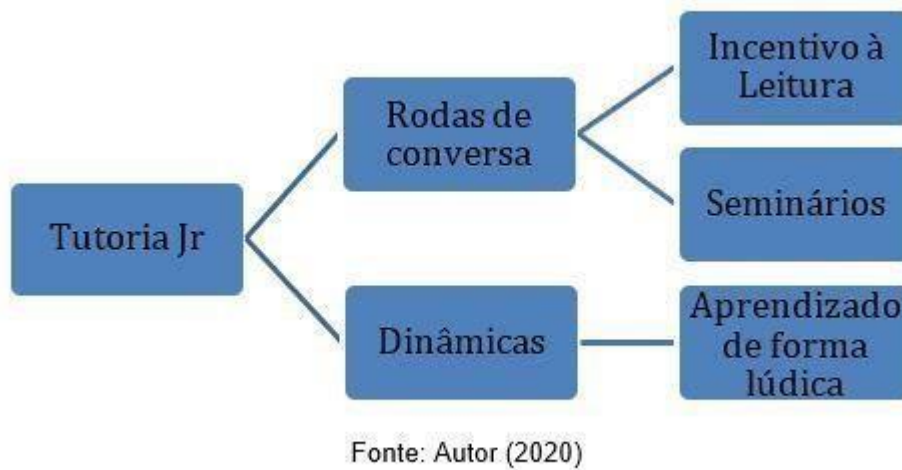 Tutoria Jr
Rodas de
conversa
Incentivo à
Leitura
Seminários
Dinâmicas
Aprendizado
de forma
lúdica
Fonte: Autor (2020)